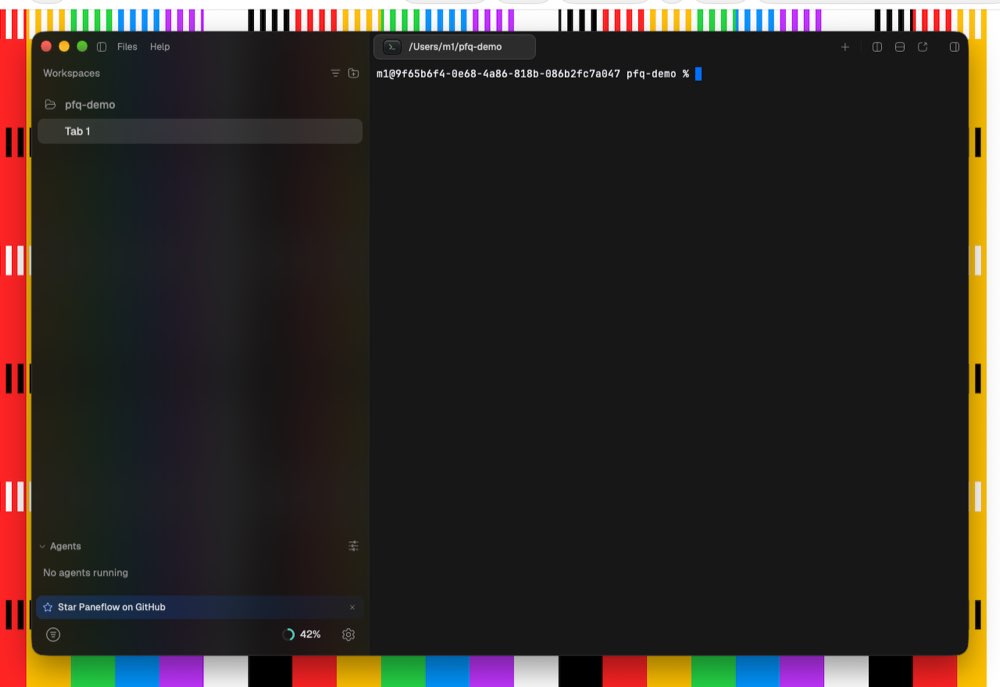 Files Help
/Users/m1/pfq-demo
Workspaces
m1@9f65b6f4-0e68-4a86-818b-086b2fc7a047 pfq-demo %
pfq-demo
Tab 1
Agents
No agents running
Star Paneflow on GitHub
42%